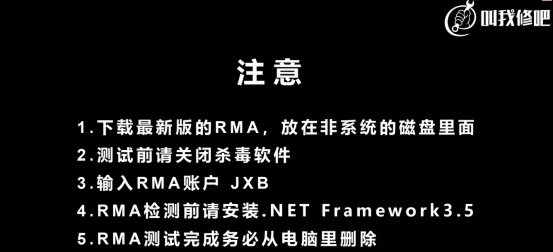 叫我修吧
注意
1.下载最新版的RMA，放在非系统的磁盘里面
2.测试前请关闭杀毒软件
3.输入RMA账户 JXB
4.RMA检测前请安装.NET Framework3.5
5.RMA测试完成务必从电脑里删除